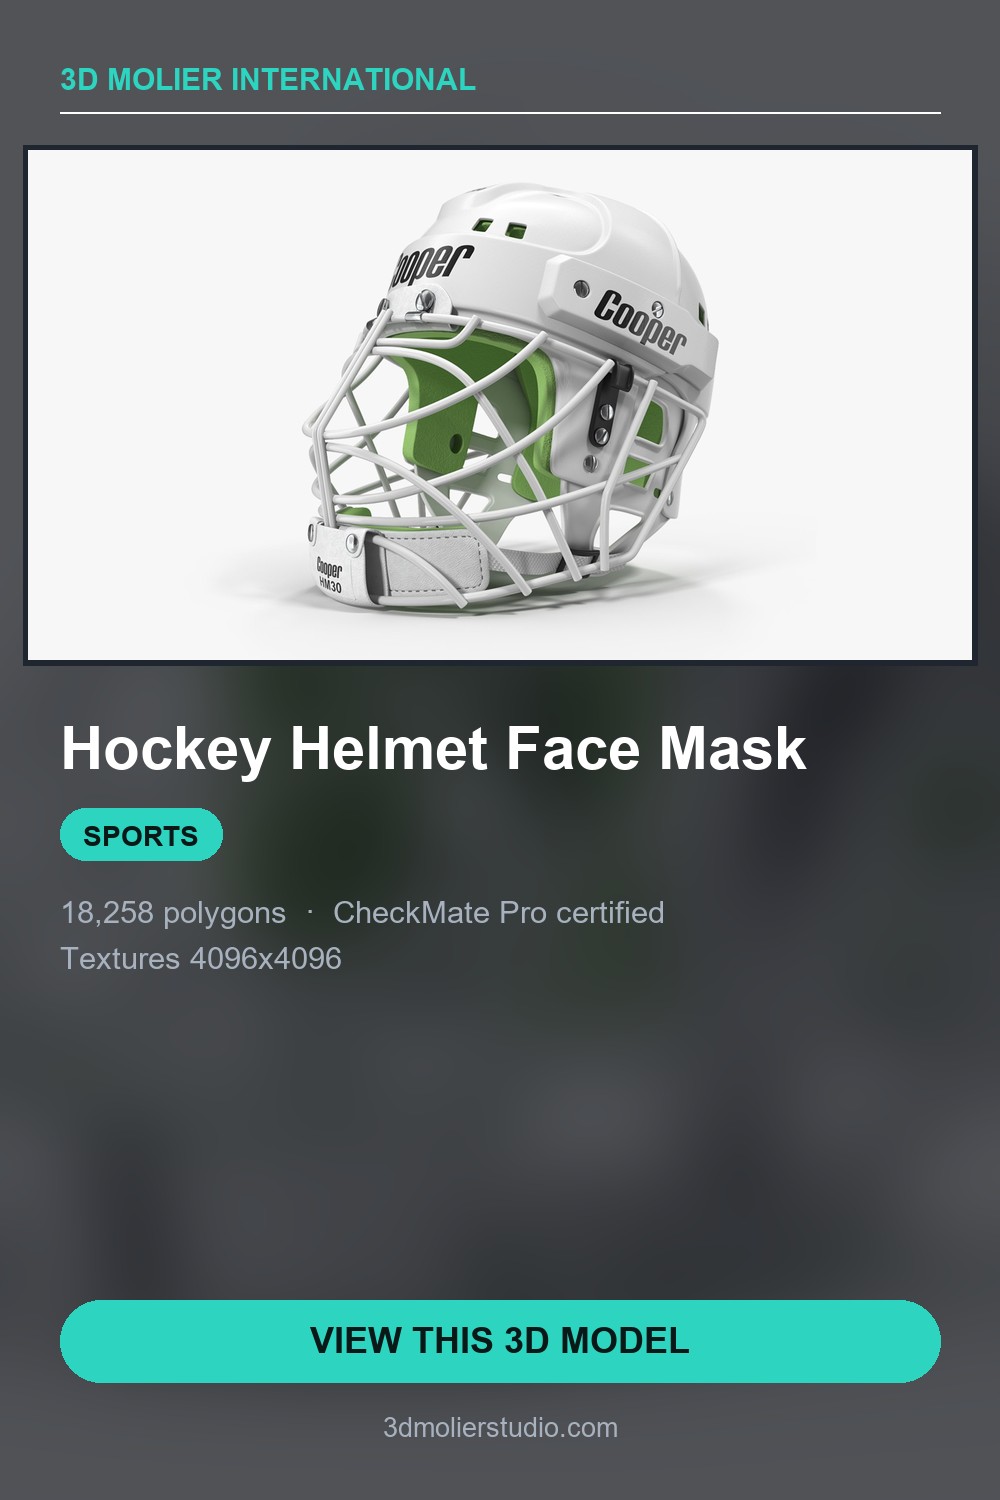 3D MOLIER INTERNATIONAL
Cooper
Cooper
Cooper
HM30
Hockey Helmet Face Mask
SPORTS
18,258 polygons · CheckMate Pro certified
Textures 4096x4096
VIEW THIS 3D MODEL
3dmolierstudio.com